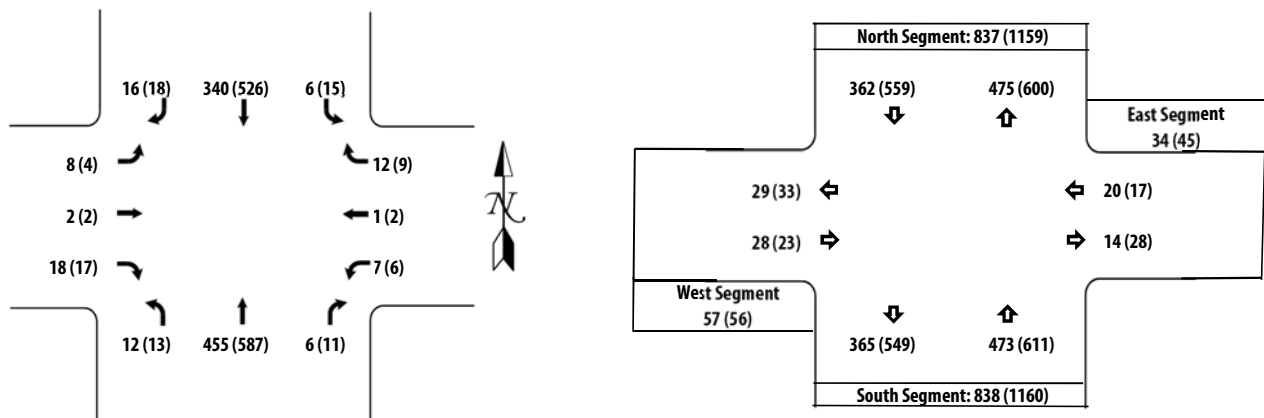 16 (18) 340 (526) 6 (15)
8 (4) 12 (9)
2 (2) 1 (2)
18 (17) 7 (6)
12 (13) 455 (587) 6 (11)
N
North Segment: 837 (1159)
362 (559) 475 (600)
East Segment
34 (45)
29 (33) 20 (17)
28 (23) 14 (28)
West Segment
57 (56)
365 (549) 473 (611)
South Segment: 838 (1160)